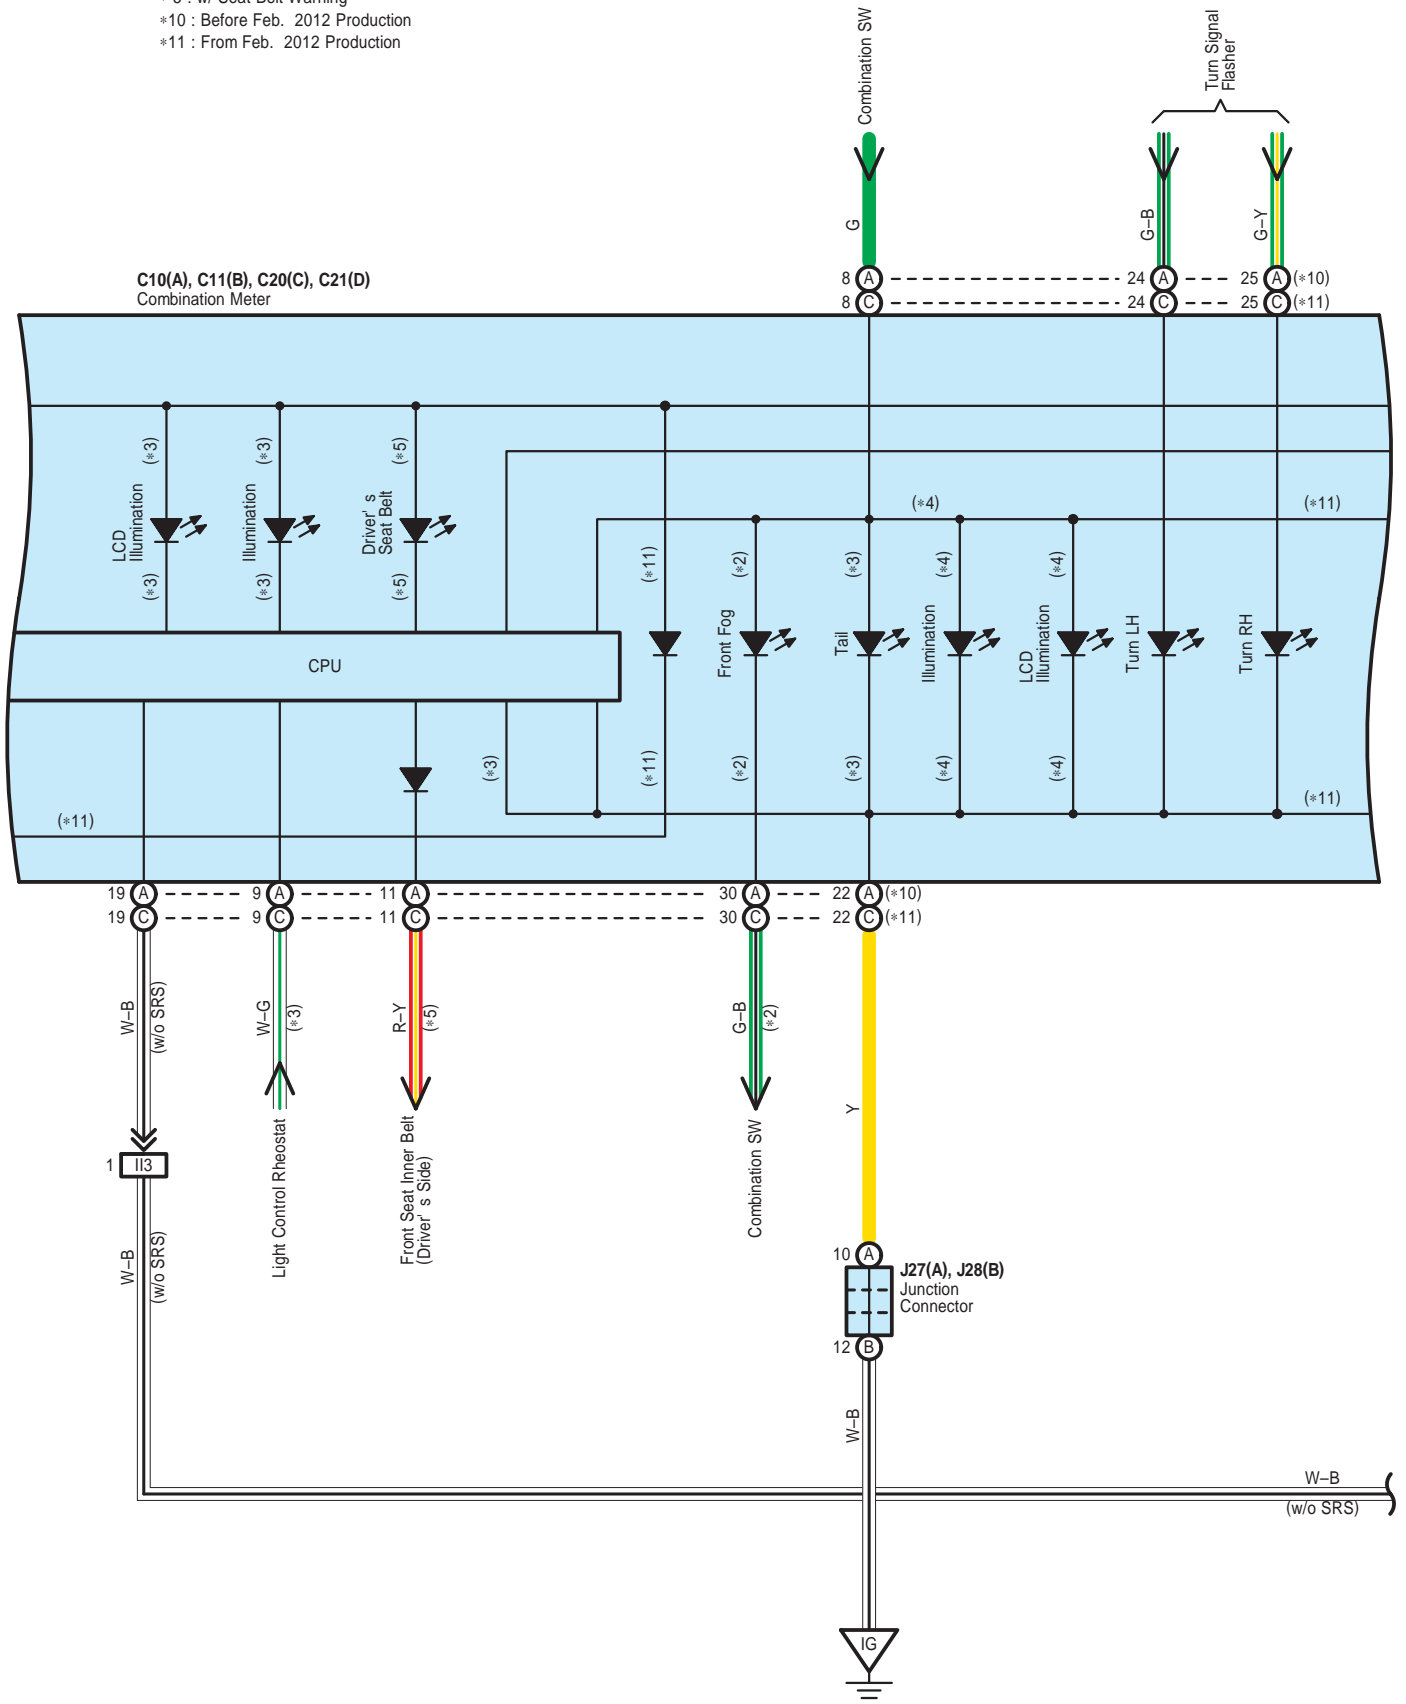 : w/ Seat Belt Warning
*10 : Before Feb. 2012 Production
*11 : From Feb. 2012 Production
Combination SW
Turn Signal
Flasher
G
G–B
G–Y
C10(A), C11(B), C20(C), C21(D)
Combination Meter
8 A 24 A 25 A (*10)
8 C 24 C 25 C (*11)
(*3) (*3) (*5)
LCD
Illumination
Illumination
Driver' s
Seat Belt
(*3) (*3) (*5)
(*4) (*11)
(*11) (*2) (*3) (*4) (*4)
CPU
Front Fog
Tail
Illumination
LCD
Illumination
Turn LH
Turn RH
(*3) (*11) (*2) (*3) (*4) (*4)
(*11) (*11)
19 A 9 A 11 A 30 A 22 A (*10)
19 C 9 C 11 C 30 C 22 C (*11)
W–B
(w/o SRS)
W–G
(*3)
R–Y
(*5)
G–B
(*2)
Y
1 II3
W–B
(w/o SRS)
Light Control Rheostat
Front Seat Inner Belt
(Driver' s Side)
Combination SW
10 A
J27(A), J28(B)
Junction
Connector
12 B
W–B
W–B
(w/o SRS)
IG